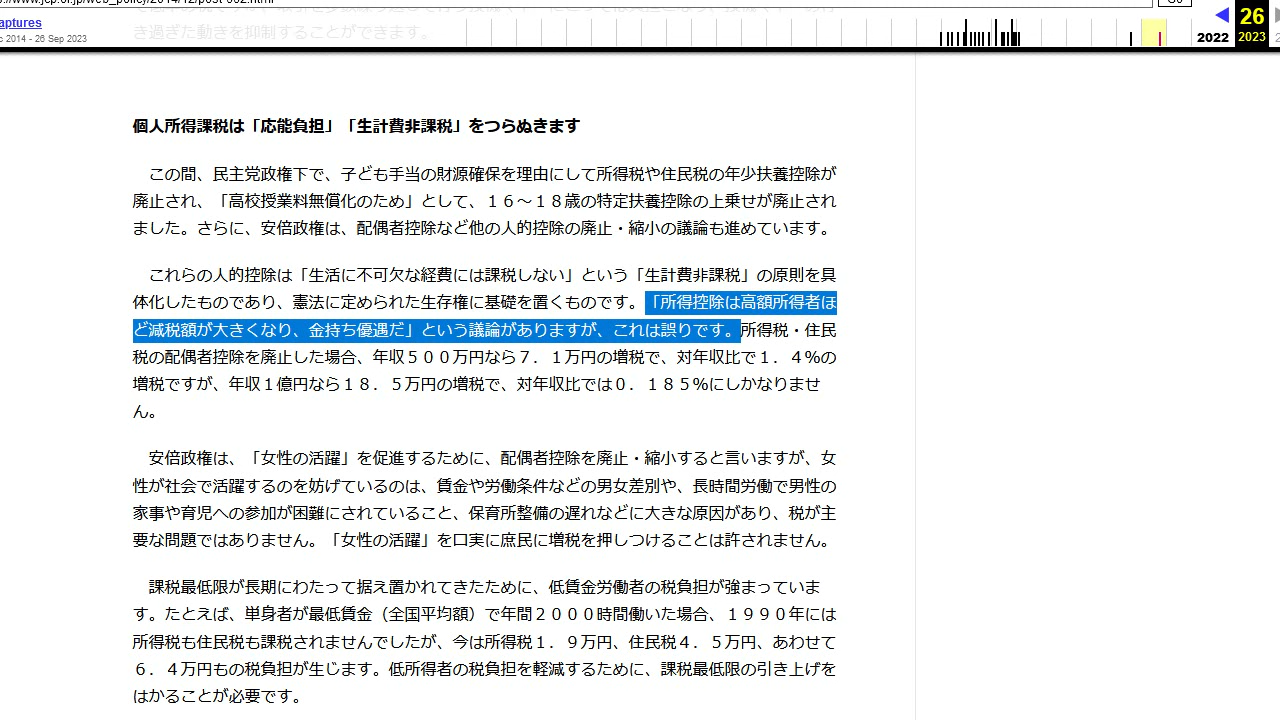 ://www.jcp.or.jp/web_policy/2014/12/post-602.html
Go
aptures
c 2014 - 26 Sep 2023
26
2022
2023
き過ぎた動きを抑制することができます。
個人所得課税は「応能負担」「生計費非課税」をつらぬきます
この間、民主党政権下で、子ども手当の財源確保を理由にして所得税や住民税の年少扶養控除が
廃止され、「高校授業料無償化のため」として、１６～１８歳の特定扶養控除の上乗せが廃止され
ました。さらに、安倍政権は、配偶者控除など他の人的控除の廃止・縮小の議論も進めています。
これらの人的控除は「生活に不可欠な経費には課税しない」という「生計費非課税」の原則を具
体化したものであり、憲法に定められた生存権に基礎を置くものです。「所得控除は高額所得者ほ
ど減税額が大きくなり、金持ち優遇だ」という議論がありますが、これは誤りです。所得税・住民
税の配偶者控除を廃止した場合、年収５００万円なら７．１万円の増税で、対年収比で１．４％の
増税ですが、年収１億円なら１８．５万円の増税で、対年収比では０．１８５％にしかなりませ
ん。
安倍政権は、「女性の活躍」を促進するために、配偶者控除を廃止・縮小すると言いますが、女
性が社会で活躍するのを妨げているのは、賃金や労働条件などの男女差別や、長時間労働で男性の
家事や育児への参加が困難にされていること、保育所整備の遅れなどに大きな原因があり、税が主
要な問題ではありません。「女性の活躍」を口実に庶民に増税を押しつけることは許されません。
課税最低限が長期にわたって据え置かれてきたために、低賃金労働者の税負担が強まっていま
す。たとえば、単身者が最低賃金（全国平均額）で年間２０００時間働いた場合、１９９０年には
所得税も住民税も課税されませんでしたが、今は所得税１．９万円、住民税４．５万円、あわせて
６．４万円もの税負担が生じます。低所得者の税負担を軽減するために、課税最低限の引き上げを
はかることが必要です。